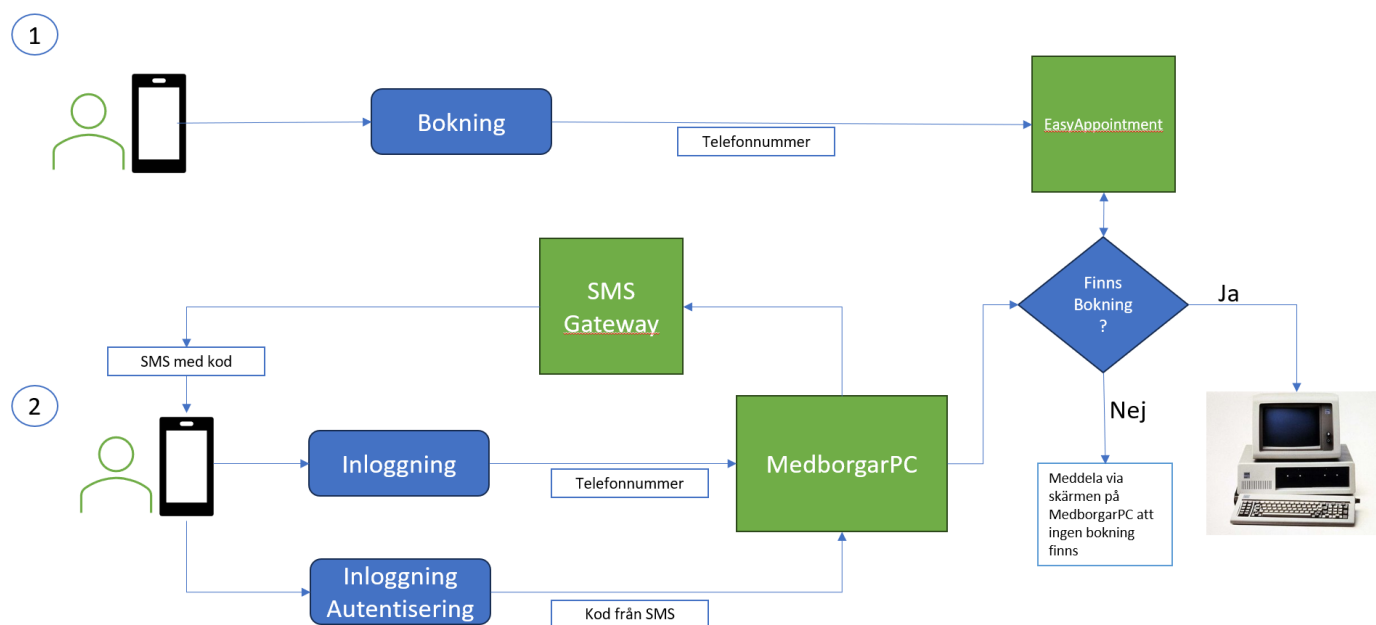 1
Bokning
Telefonnummer
EasyAppointment
SMS
Gateway
Finns
Bokning
?
Ja
Nej
SMS med kod
2
Inloggning
Telefonnummer
MedborgarPC
Meddela via
skärmen på
MedborgarPC att
ingen bokning
finns
Inloggning
Autentisering
Kod från SMS